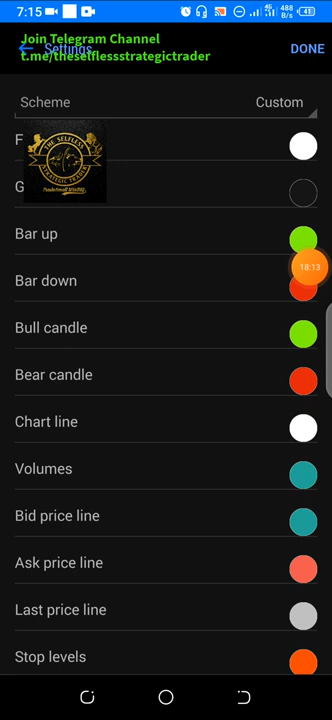 7:15
488
B/s
41
Join Telegram Channel
Settings
t.me/theselflessstrategictrader
DONE
Scheme
Custom
F
THE SELFLESS
STRATEGIC TRADER
G
Bar up
18:13
Bar down
Bull candle
Bear candle
Chart line
Volumes
Bid price line
Ask price line
Last price line
Stop levels